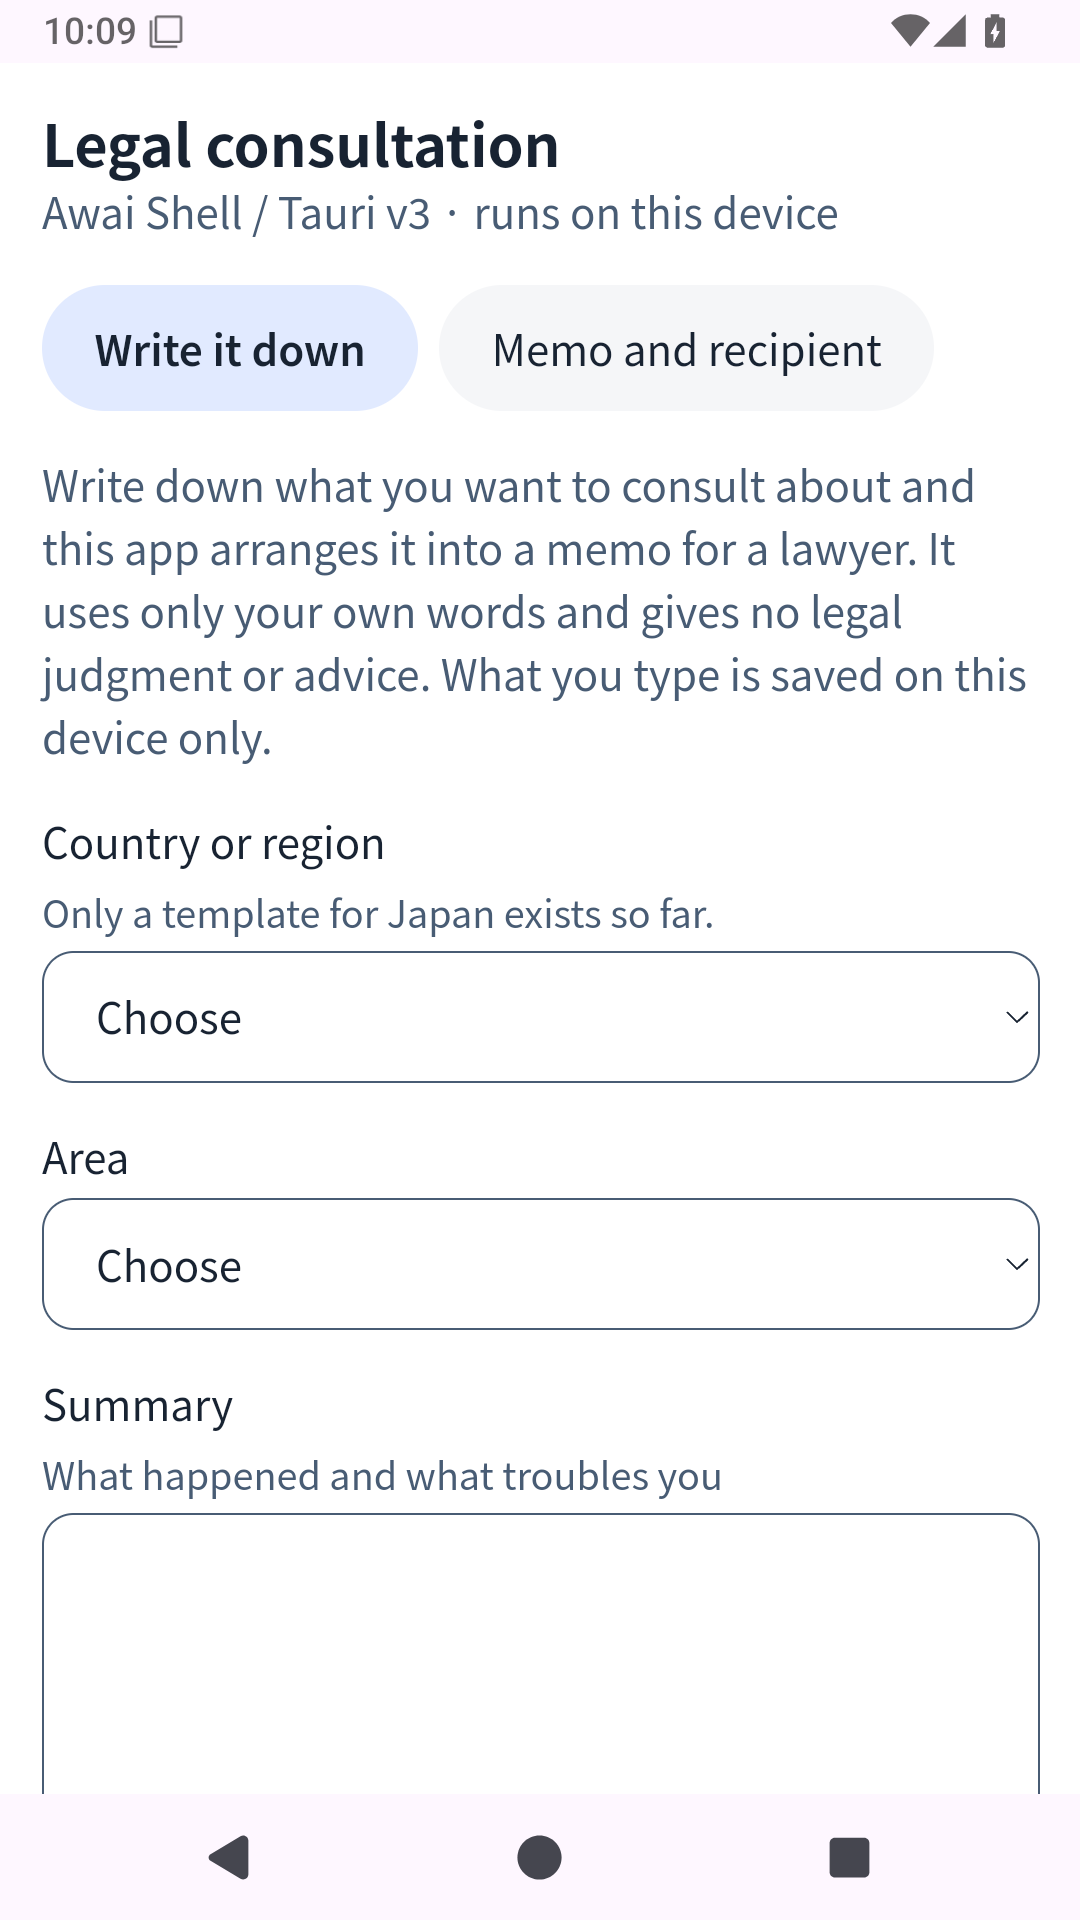 10:09
Legal consultation
Awai Shell / Tauri v3 · runs on this device
Write it down
Memo and recipient
Write down what you want to consult about and
this app arranges it into a memo for a lawyer. It
uses only your own words and gives no legal
judgment or advice. What you type is saved on this
device only.
Country or region
Only a template for Japan exists so far.
Choose
Area
Choose
Summary
What happened and what troubles you